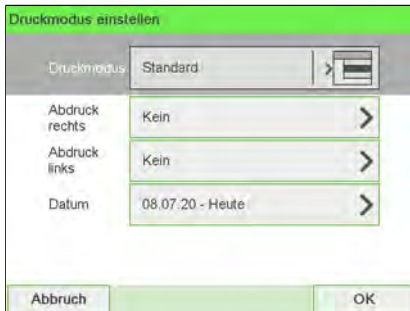 Druckmodus einstellen
Druckmodus Standard
Abdruck rechts Kein
Abdruck links Kein
Datum 08.07.20 - Heute
Abbruch OK